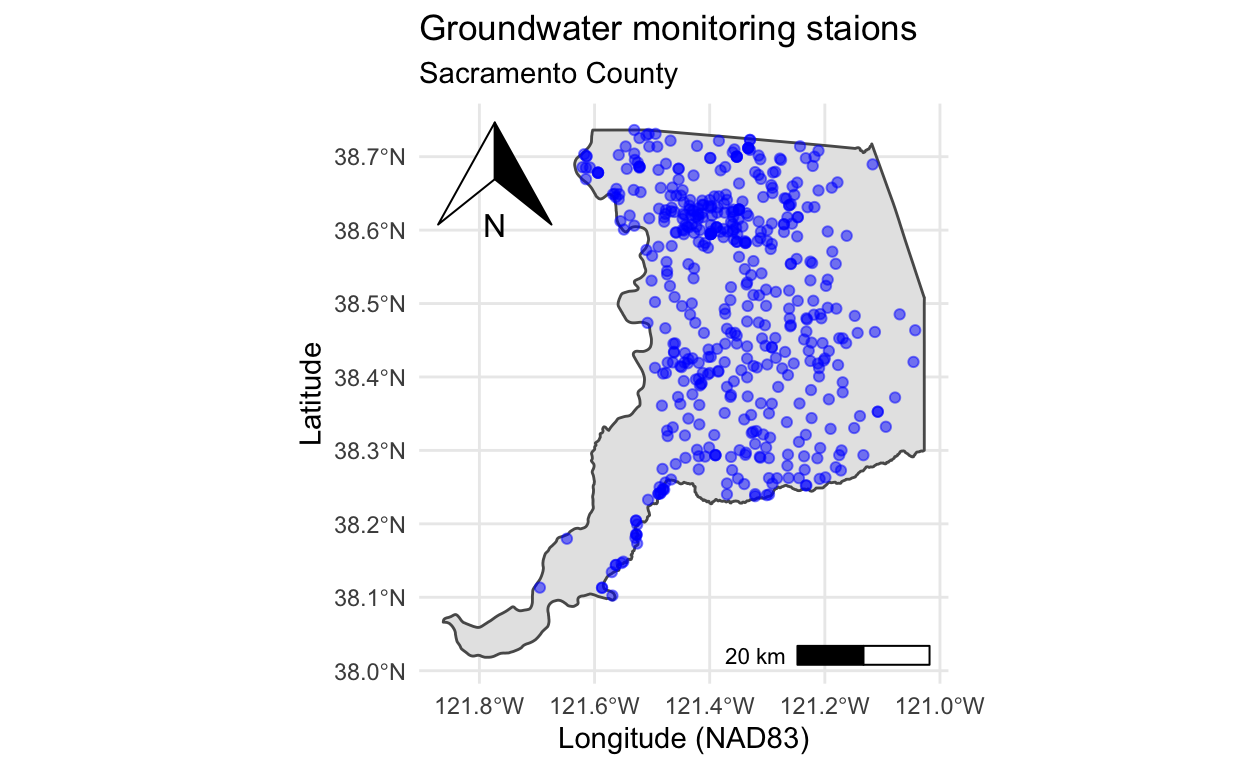 Groundwater monitoring staions
Sacramento County
N
38.7°N
38.6°N
38.5°N
38.4°N
38.3°N
38.2°N
38.1°N
38.0°N
Latitude
20 km
121.8°W 121.6°W 121.4°W 121.2°W 121.0°W
Longitude (NAD83)